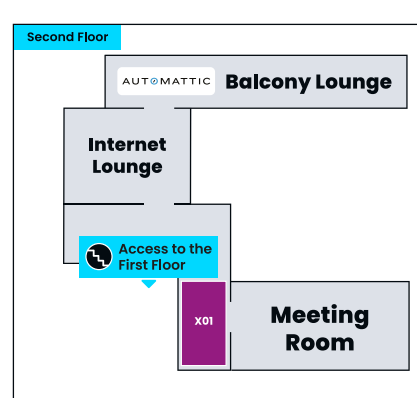 Second Floor
AUTOMATTIC Balcony Lounge
Internet
Lounge
Access to the
First Floor
X01
Meeting
Room